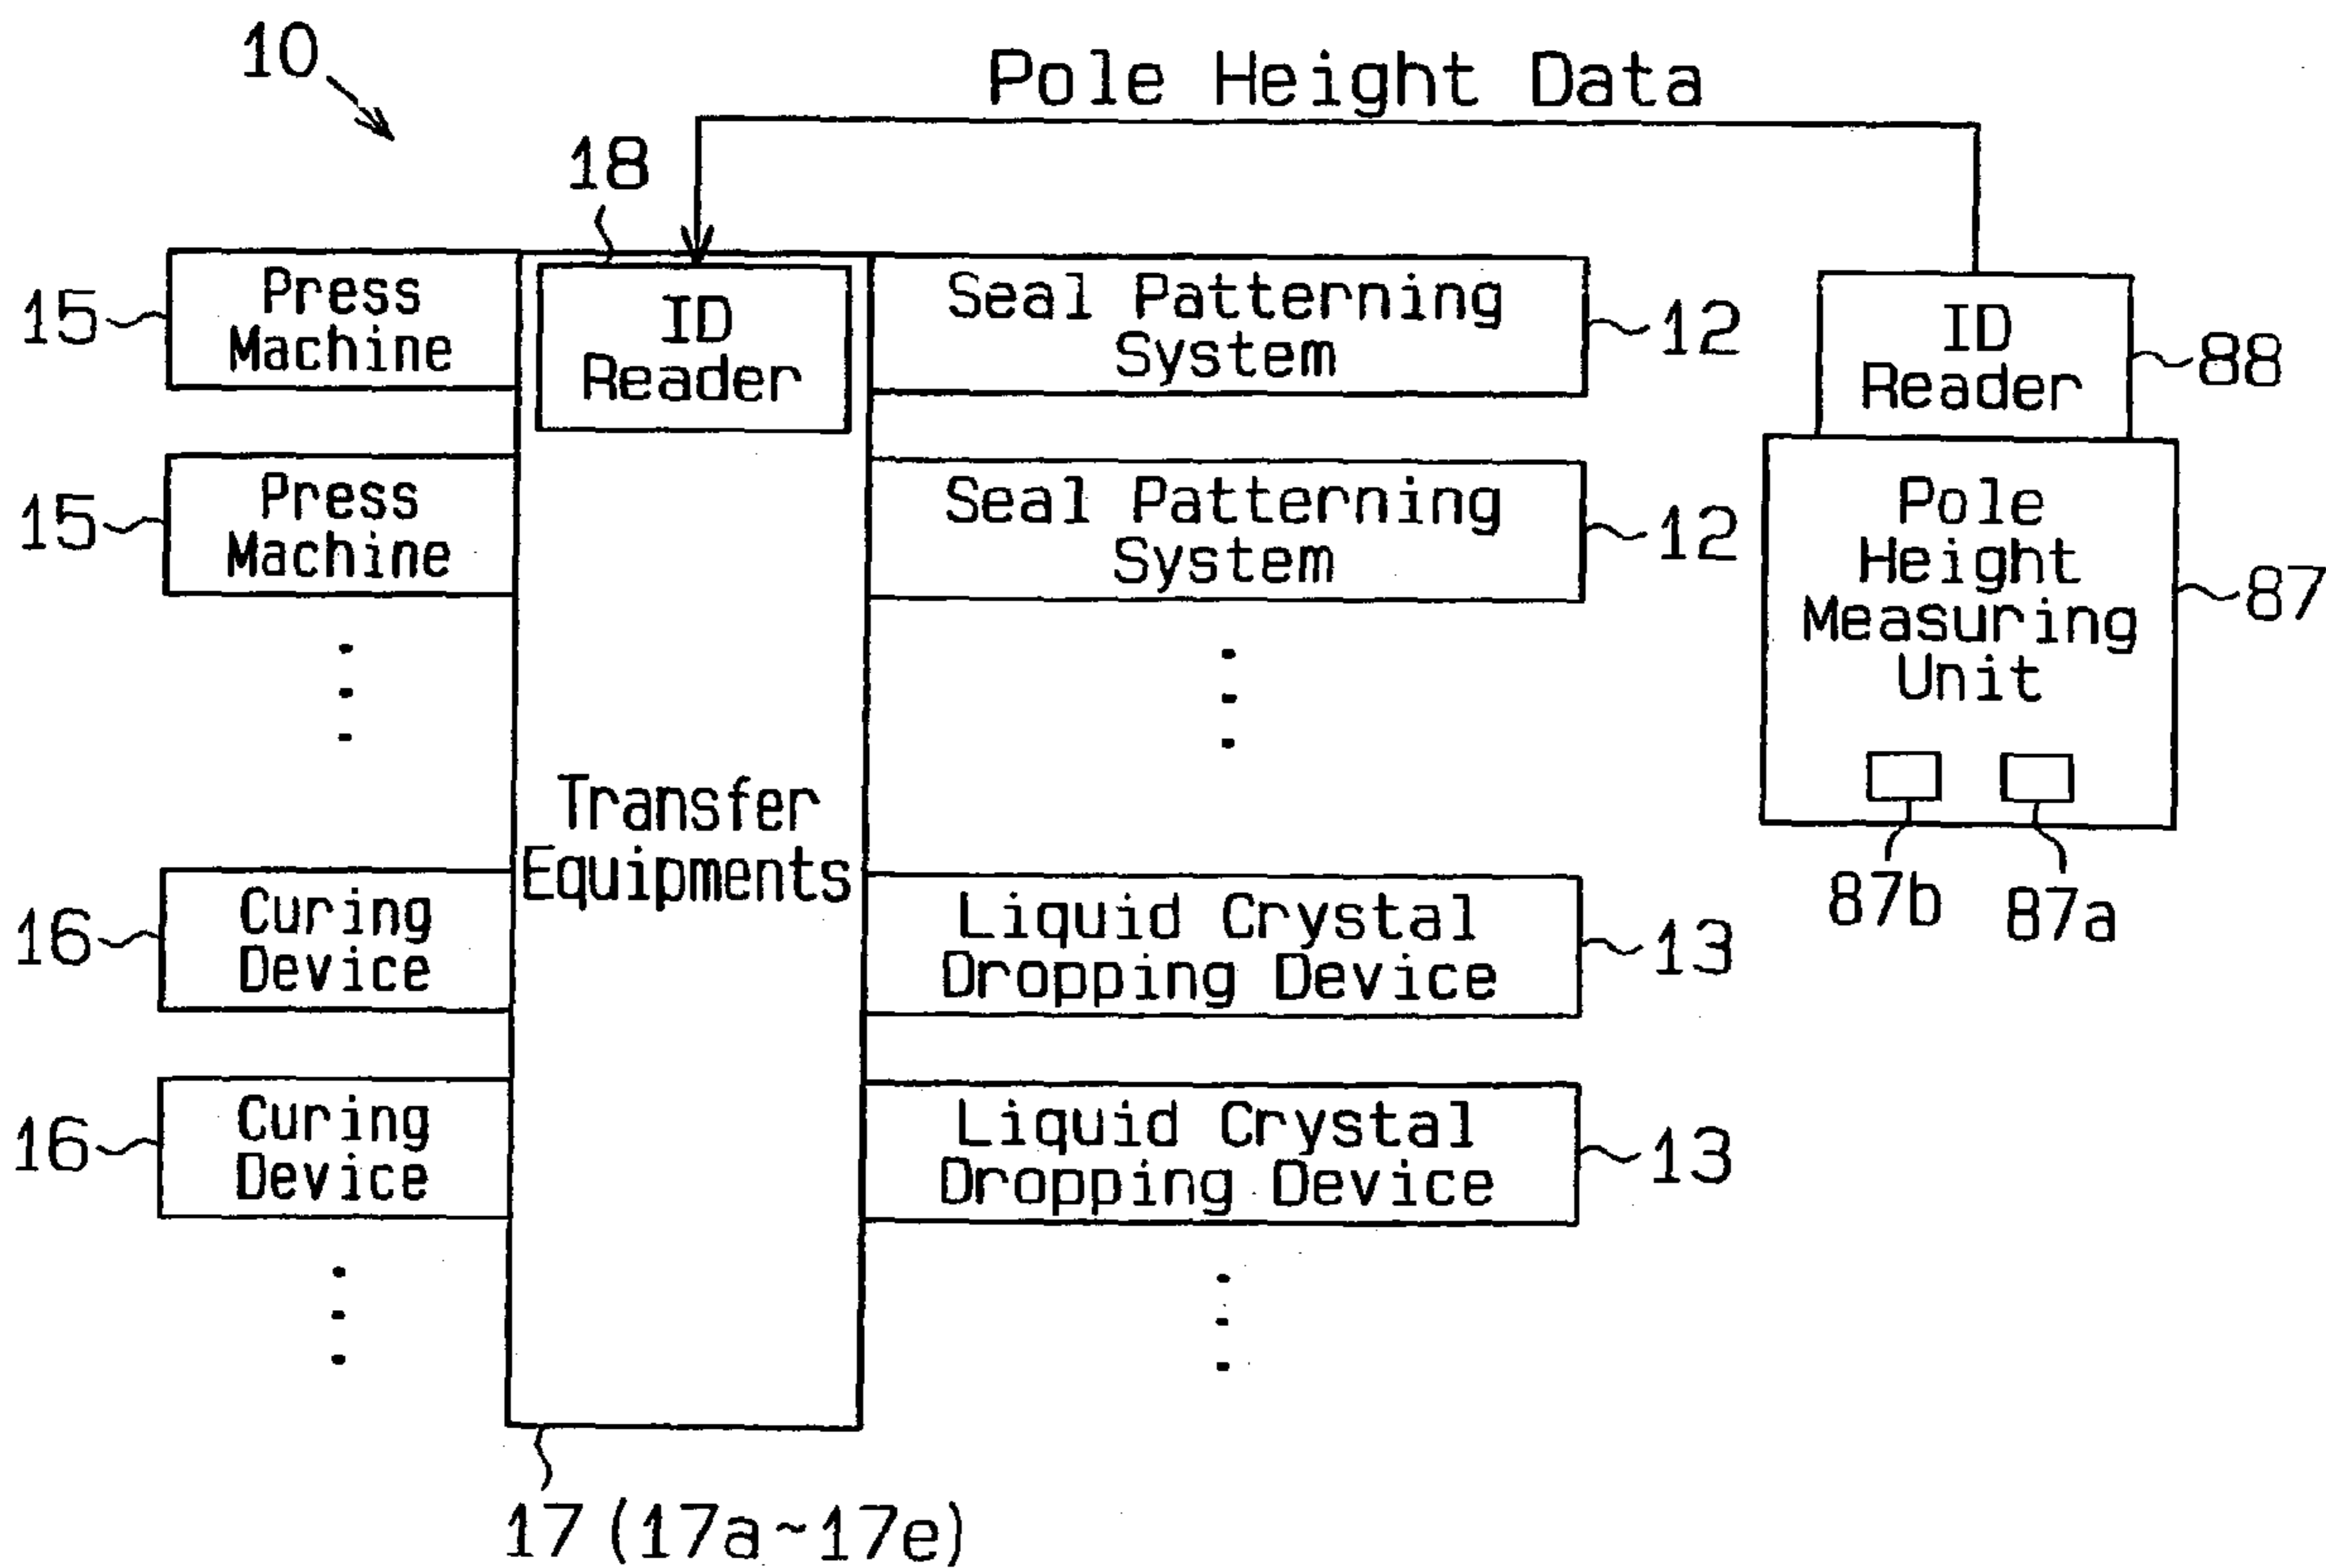 10
Pole Height Data
18
15
Press
Machine
ID
Reader
Seal Patterning
System
12
ID
Reader
88
15
Press
Machine
Seal Patterning
System
12
Pole
Height
Measuring
Unit
87
87b
87a
Transfer
Equipments
16
Curing
Device
Liquid Crystal
Dropping Device
13
16
Curing
Device
Liquid Crystal
Dropping Device
13
17 (17a~17e)